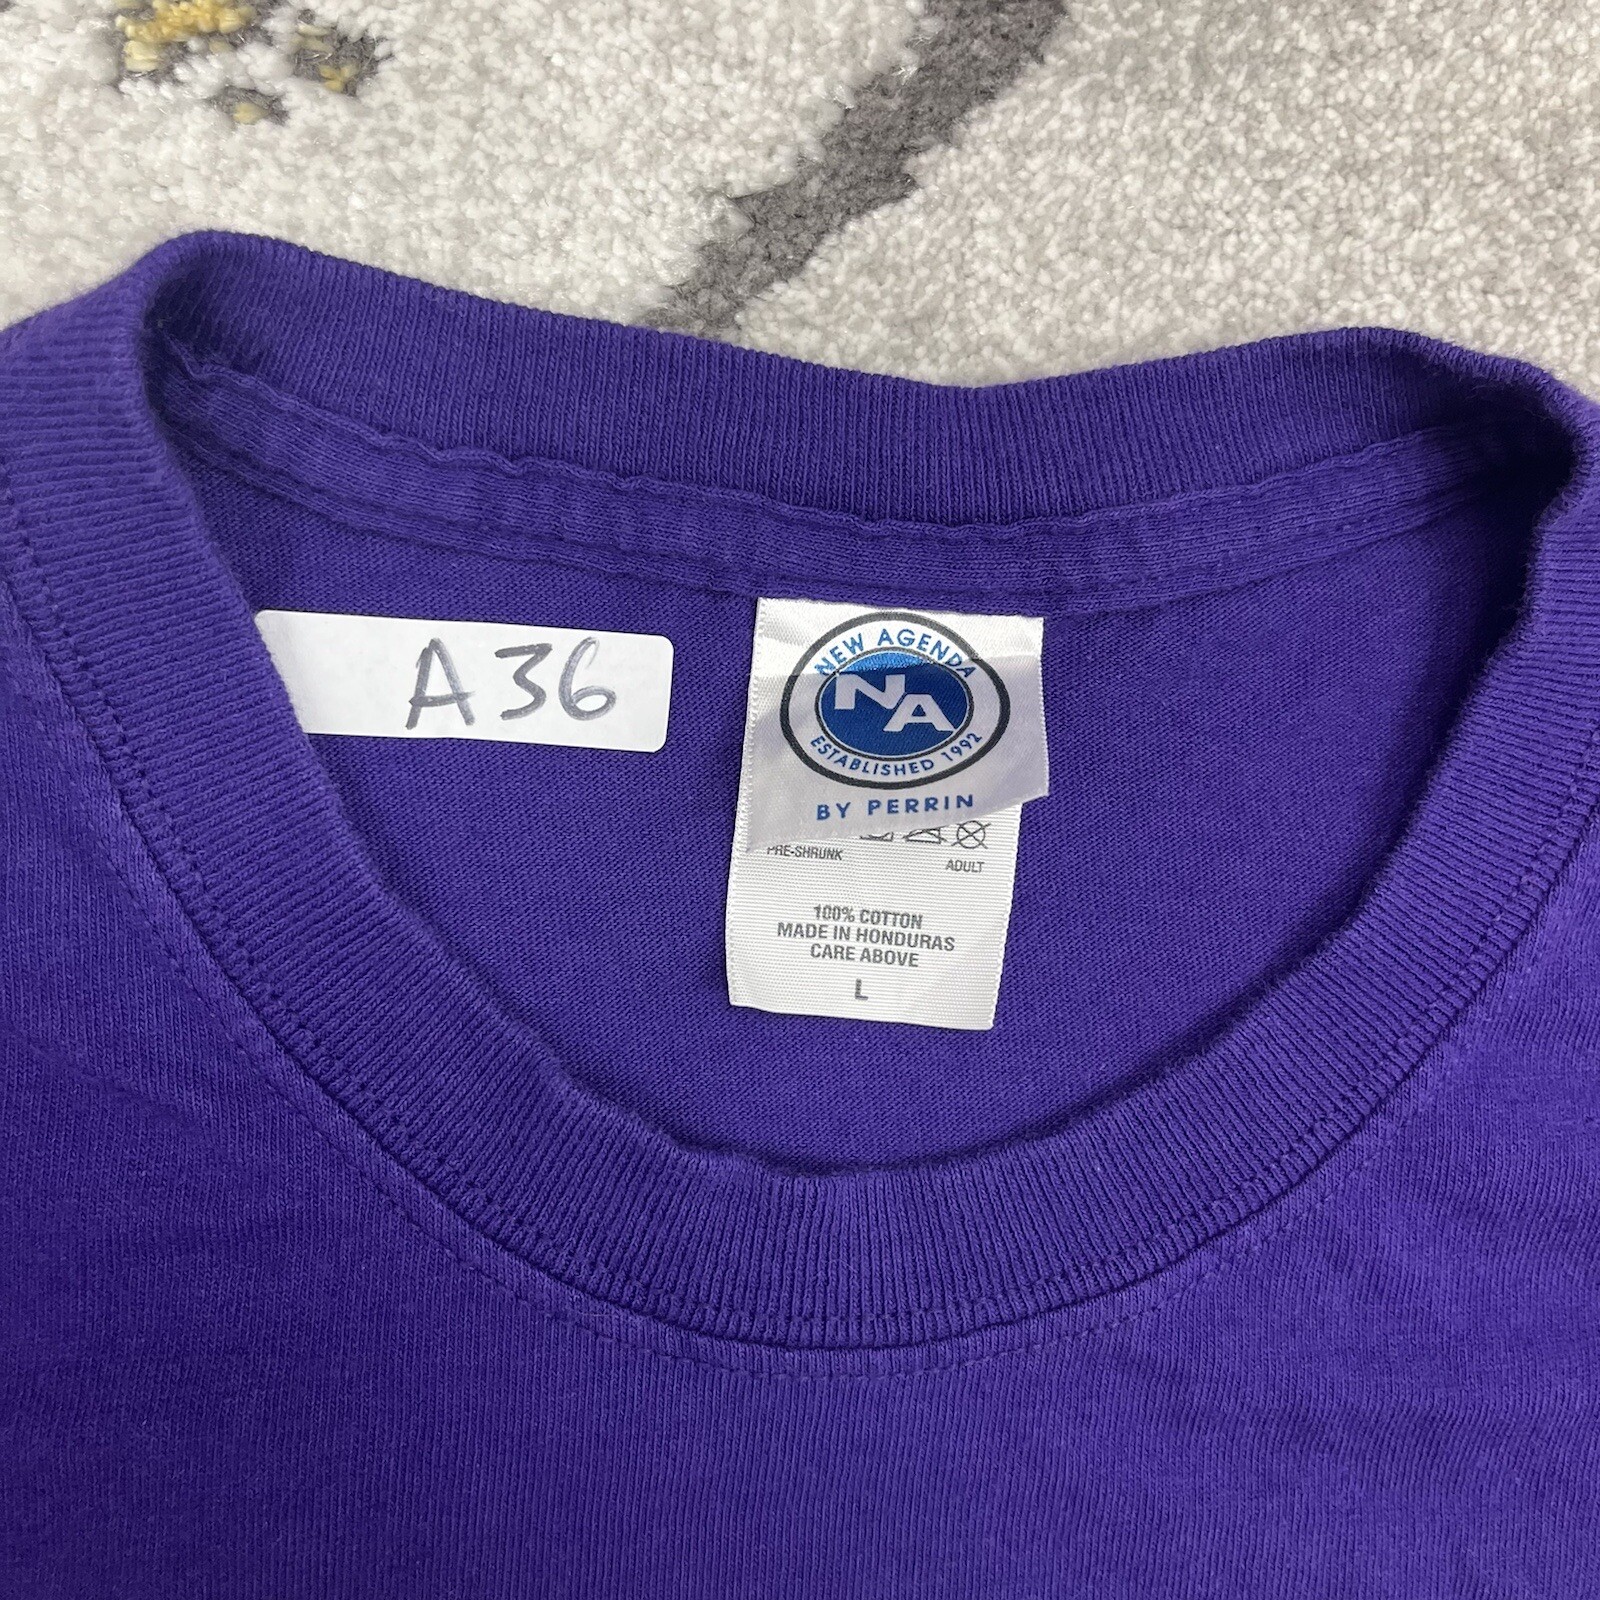 A36
NEW AGENDA
NA
ESTABLISHED 1992
BY PERRIN
PRE-SHRUNK
ADULT
100% COTTON
MADE IN HONDURAS
CARE ABOVE
L